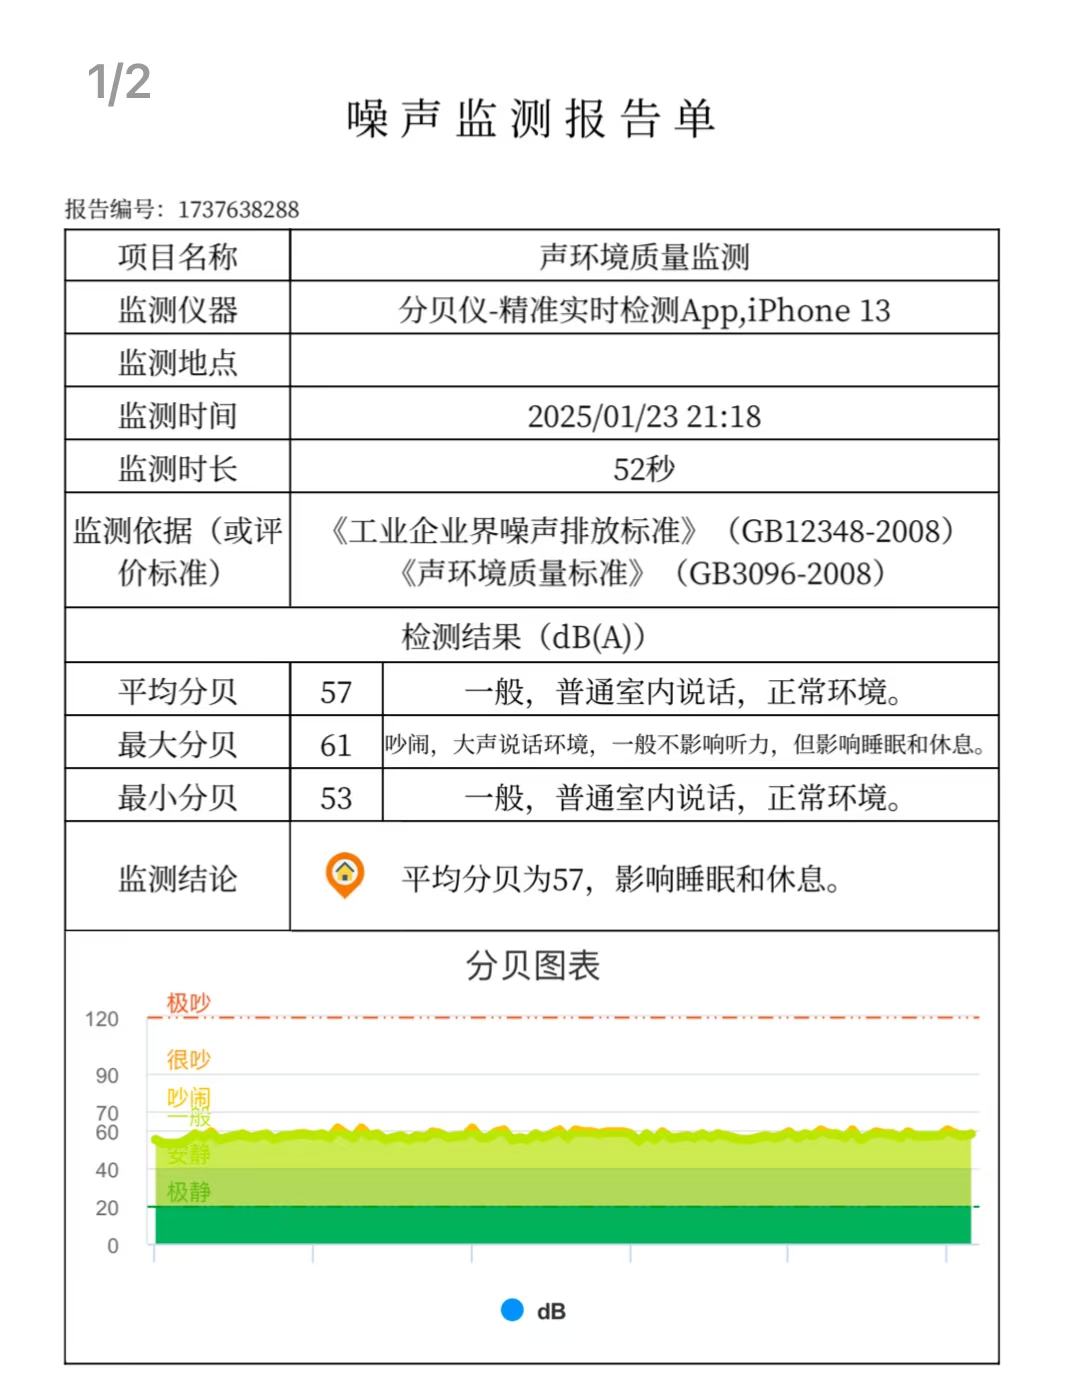 1/2
噪声监测报告单
报告编号：1737638288
项目名称 声环境质量监测
监测仪器 分贝仪-精准实时检测App,iPhone 13
监测地点
监测时间 2025/01/23 21:18
监测时长 52秒
监测依据（或评价标准） 《工业企业界噪声排放标准》（GB12348-2008）
《声环境质量标准》（GB3096-2008）
检测结果（dB(A)）
平均分贝 57 一般，普通室内说话，正常环境。
最大分贝 61 吵闹，大声说话环境，一般不影响听力，但影响睡眠和休息。
最小分贝 53 一般，普通室内说话，正常环境。
监测结论 平均分贝为57，影响睡眠和休息。
分贝图表
极吵
120
很吵
90
吵闹
70
一般
60
安静
40
极静
20
0
dB